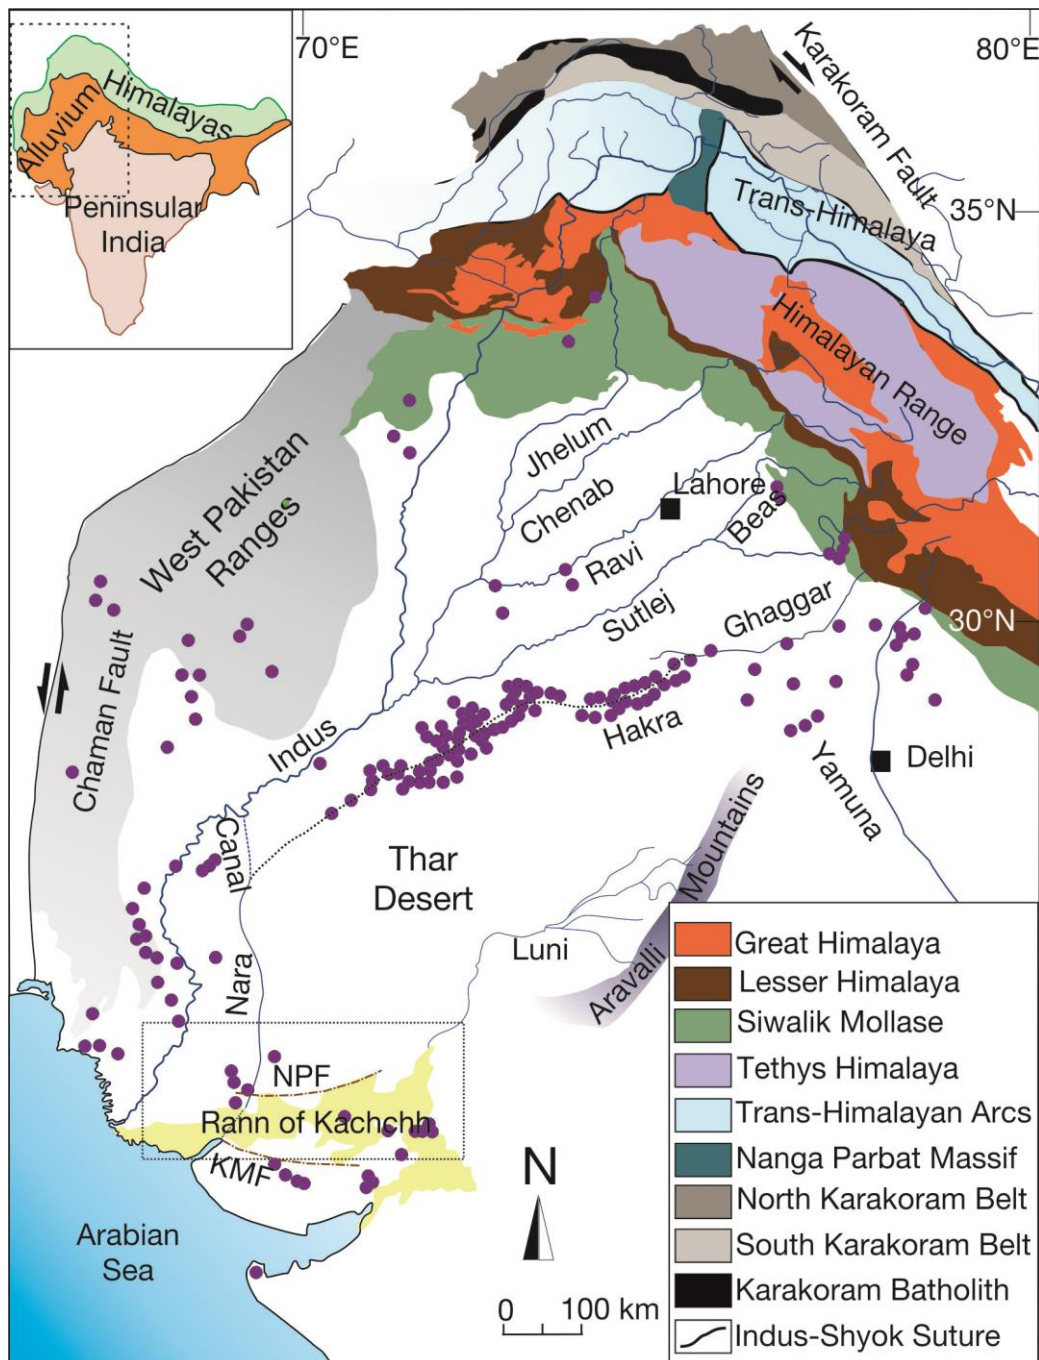 70°E
80°E
Himalayas
Alluvium
Peninsular
India
Karakoram Fault
35°N
Trans-Himalaya
Himalayan Range
West Pakistan
Ranges
Jhelum
Chenab
Lahore
Beas
Ravi
Sutlej
Ghaggar
30°N
Chaman Fault
Indus
Hakra
Delhi
Yamuna
Canal
Nara
Thar
Desert
Luni
Aravalli
Mountains
NPF
Rann of Kachchh
KMF
N
Arabian
Sea
0 100 km
Great Himalaya
Lesser Himalaya
Siwalik Mollase
Tethys Himalaya
Trans-Himalayan Arcs
Nanga Parbat Massif
North Karakoram Belt
South Karakoram Belt
Karakoram Batholith
Indus-Shyok Suture